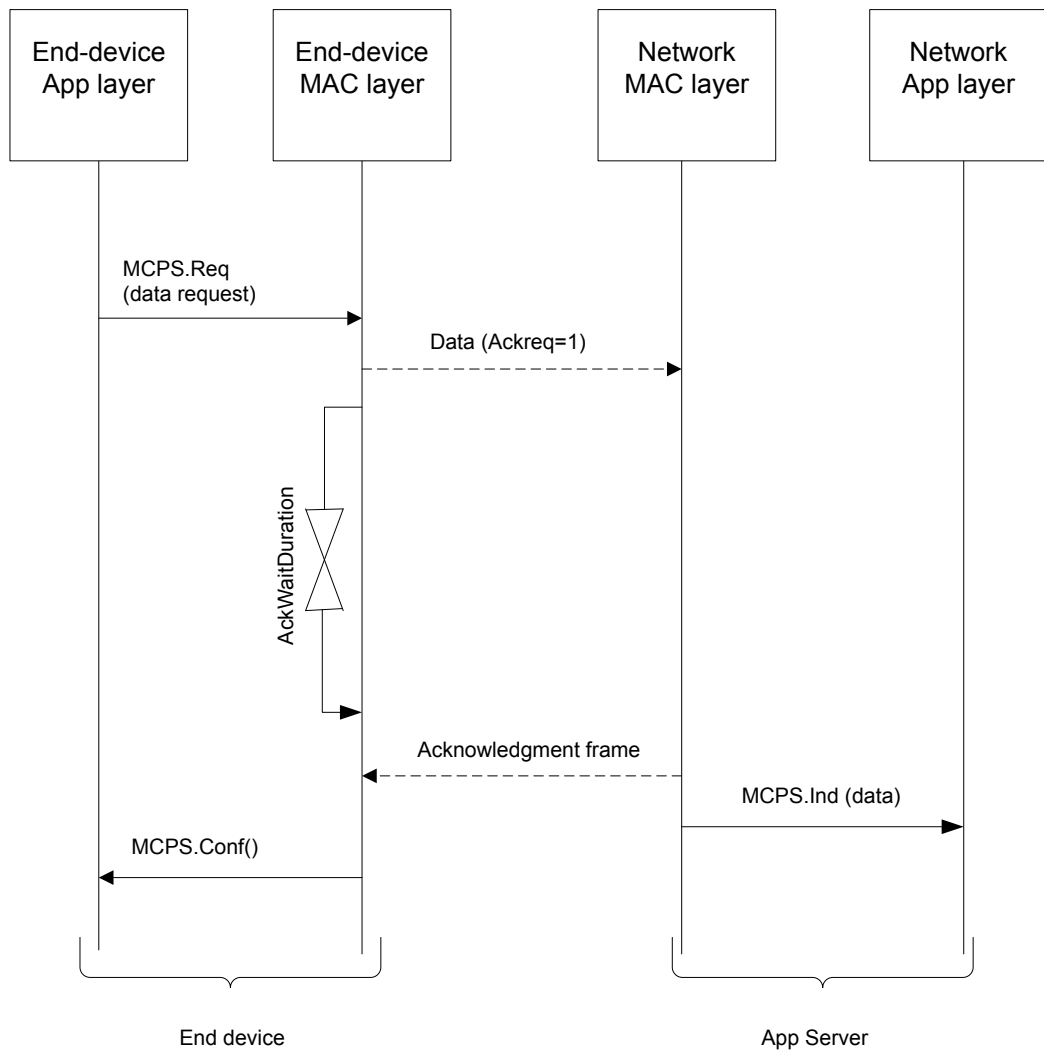 End-device
App layer
End-device
MAC layer
Network
MAC layer
Network
App layer
MCPS.Req
(data request)
Data (Ackreq=1)
AckWaitDuration
Acknowledgment frame
MCPS.Ind (data)
MCPS.Conf()
End device
App Server